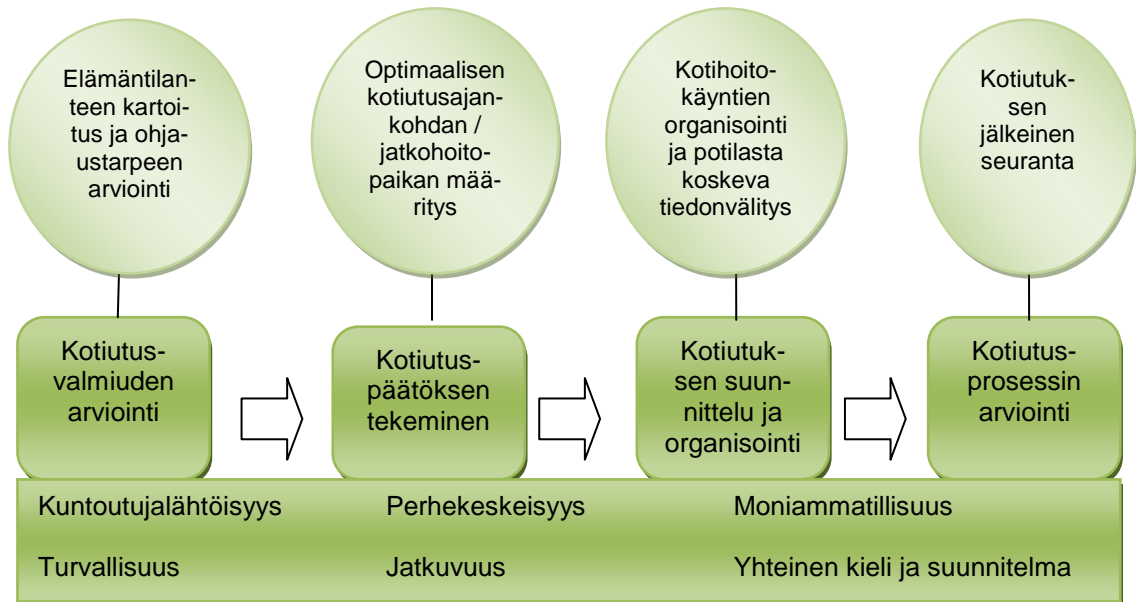 Elämäntilan-
teen kartoi-
tus ja ohja-
ustarpeen
arviointi
Optimaalisen
kotiutusajan-
kohdan /
jatkohoito-
paikan mää-
ritys
Kotihoito-
käyntien
organisointi
ja potilasta
koskeva
tiedonvälitys
Kotiutuk-
sen
jälkeinen
seuranta
Kotiutus-
valmiuden
arviointi
Kotiutus-
päätöksen
tekeminen
Kotiutuk-
sen suun-
nittelu ja
organisointi
Kotiutus-
prosessin
arviointi
Kuntoutujalähtöisyys Perhekeskeisyys Moniammatillisuus
Turvallisuus Jatkuvuus Yhteinen kieli ja suunnitelma